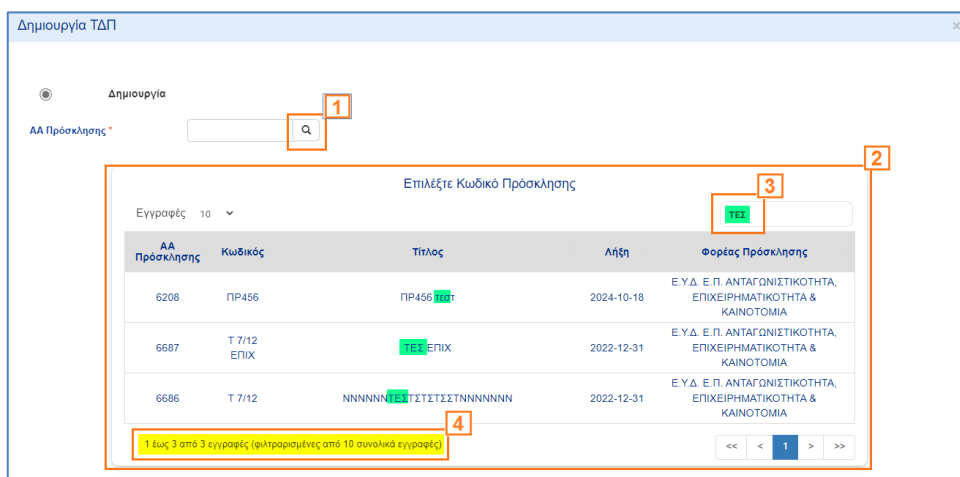 Δημιουργία ΤΔΠ
×
Δημιουργία
1
ΑΑ Πρόσκλησης *
2
Επιλέξτε Κωδικό Πρόσκλησης
3
Εγγραφές 10
ΤΕΣ
ΑΑ Πρόσκλησης Κωδικός Τίτλος Λήξη Φορέας Πρόσκλησης
6208 ΠΡ456 ΠΡ456 τεστ 2024-10-18 Ε.Υ.Δ. Ε.Π. ΑΝΤΑΓΩΝΙΣΤΙΚΟΤΗΤΑ,
ΕΠΙΧΕΙΡΗΜΑΤΙΚΟΤΗΤΑ &
ΚΑΙΝΟΤΟΜΙΑ
6687 Τ 7/12 ΕΠΙΧ ΤΕΣ ΕΠΙΧ 2022-12-31 Ε.Υ.Δ. Ε.Π. ΑΝΤΑΓΩΝΙΣΤΙΚΟΤΗΤΑ,
ΕΠΙΧΕΙΡΗΜΑΤΙΚΟΤΗΤΑ &
ΚΑΙΝΟΤΟΜΙΑ
6686 Τ 7/12 ΝΝΝΝΝΝΤΕΣΤΣΤΣΤΣΣΤΝΝΝΝΝΝΝ 2022-12-31 Ε.Υ.Δ. Ε.Π. ΑΝΤΑΓΩΝΙΣΤΙΚΟΤΗΤΑ,
ΕΠΙΧΕΙΡΗΜΑΤΙΚΟΤΗΤΑ &
ΚΑΙΝΟΤΟΜΙΑ
4
1 έως 3 από 3 εγγραφές (φιλτραρισμένες από 10 συνολικά εγγραφές)
<< < 1 > >>